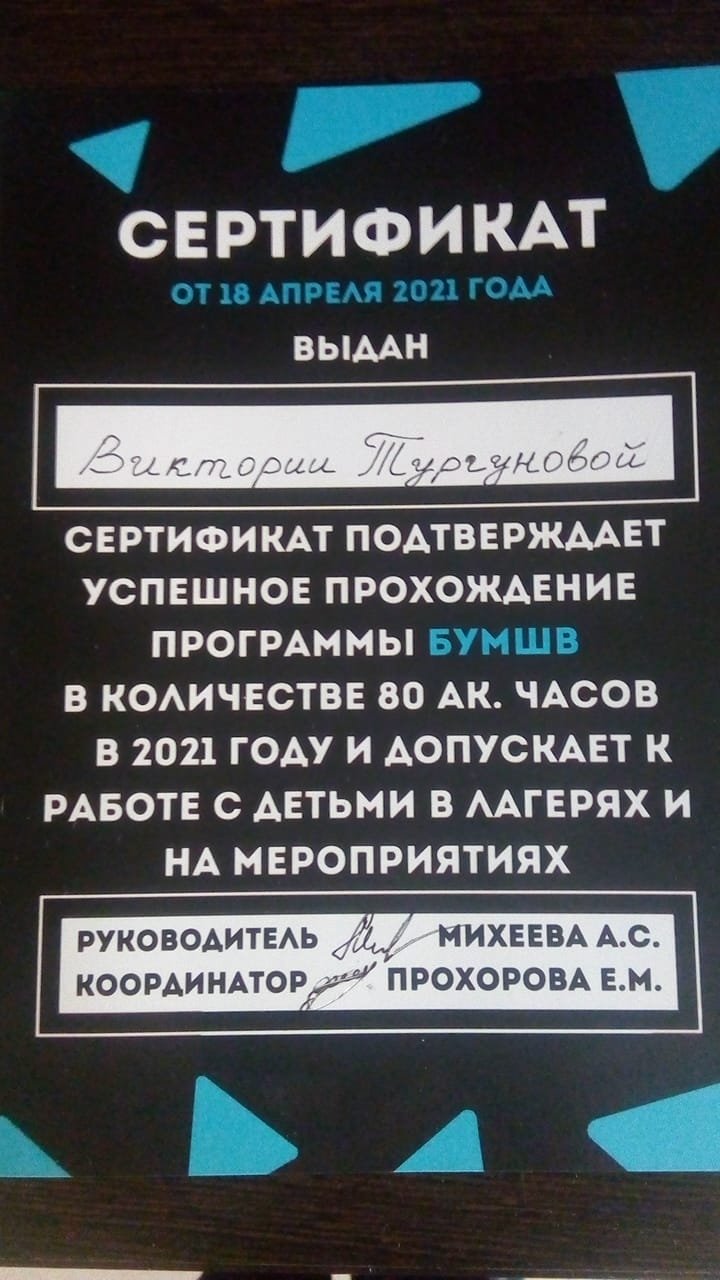 СЕРТИФИКАТ
ОТ 18 АПРЕЛЯ 2021 ГОДА
ВЫДАН
Виктории Тургуновой
СЕРТИФИКАТ ПОДТВЕРЖДАЕТ
УСПЕШНОЕ ПРОХОЖДЕНИЕ
ПРОГРАММЫ БУМШВ
В КОЛИЧЕСТВЕ 80 АК. ЧАСОВ
В 2021 ГОДУ И ДОПУСКАЕТ К
РАБОТЕ С ДЕТЬМИ В ЛАГЕРЯХ И
НА МЕРОПРИЯТИЯХ
РУКОВОДИТЕЛЬ МИХЕЕВА А.С.
КООРДИНАТОР ПРОХОРОВА Е.М.